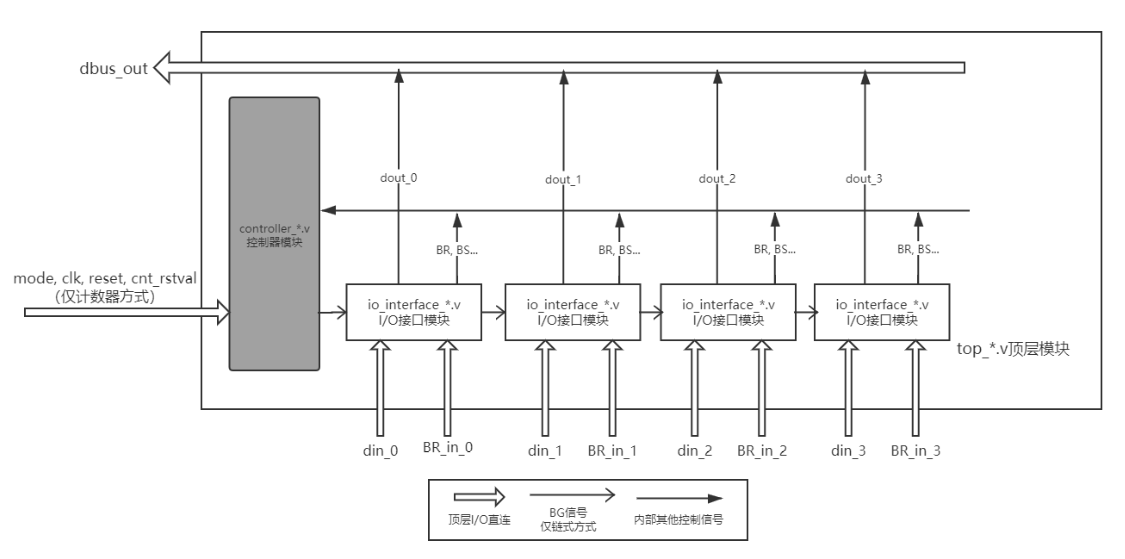 dbus_out
dout_0
dout_1
dout_2
dout_3
controller_*.v
控制器模块
BR, BS...
BR, BS...
BR, BS...
BR, BS...
mode, clk, reset, cnt_rstval
(仅计数器方式)
io_interface_*.v
I/O接口模块
io_interface_*.v
I/O接口模块
io_interface_*.v
I/O接口模块
io_interface_*.v
I/O接口模块
top_*.v顶层模块
din_0
BR_in_0
din_1
BR_in_1
din_2
BR_in_2
din_3
BR_in_3
顶层I/O直连
BG信号
仅链式方式
内部其他控制信号